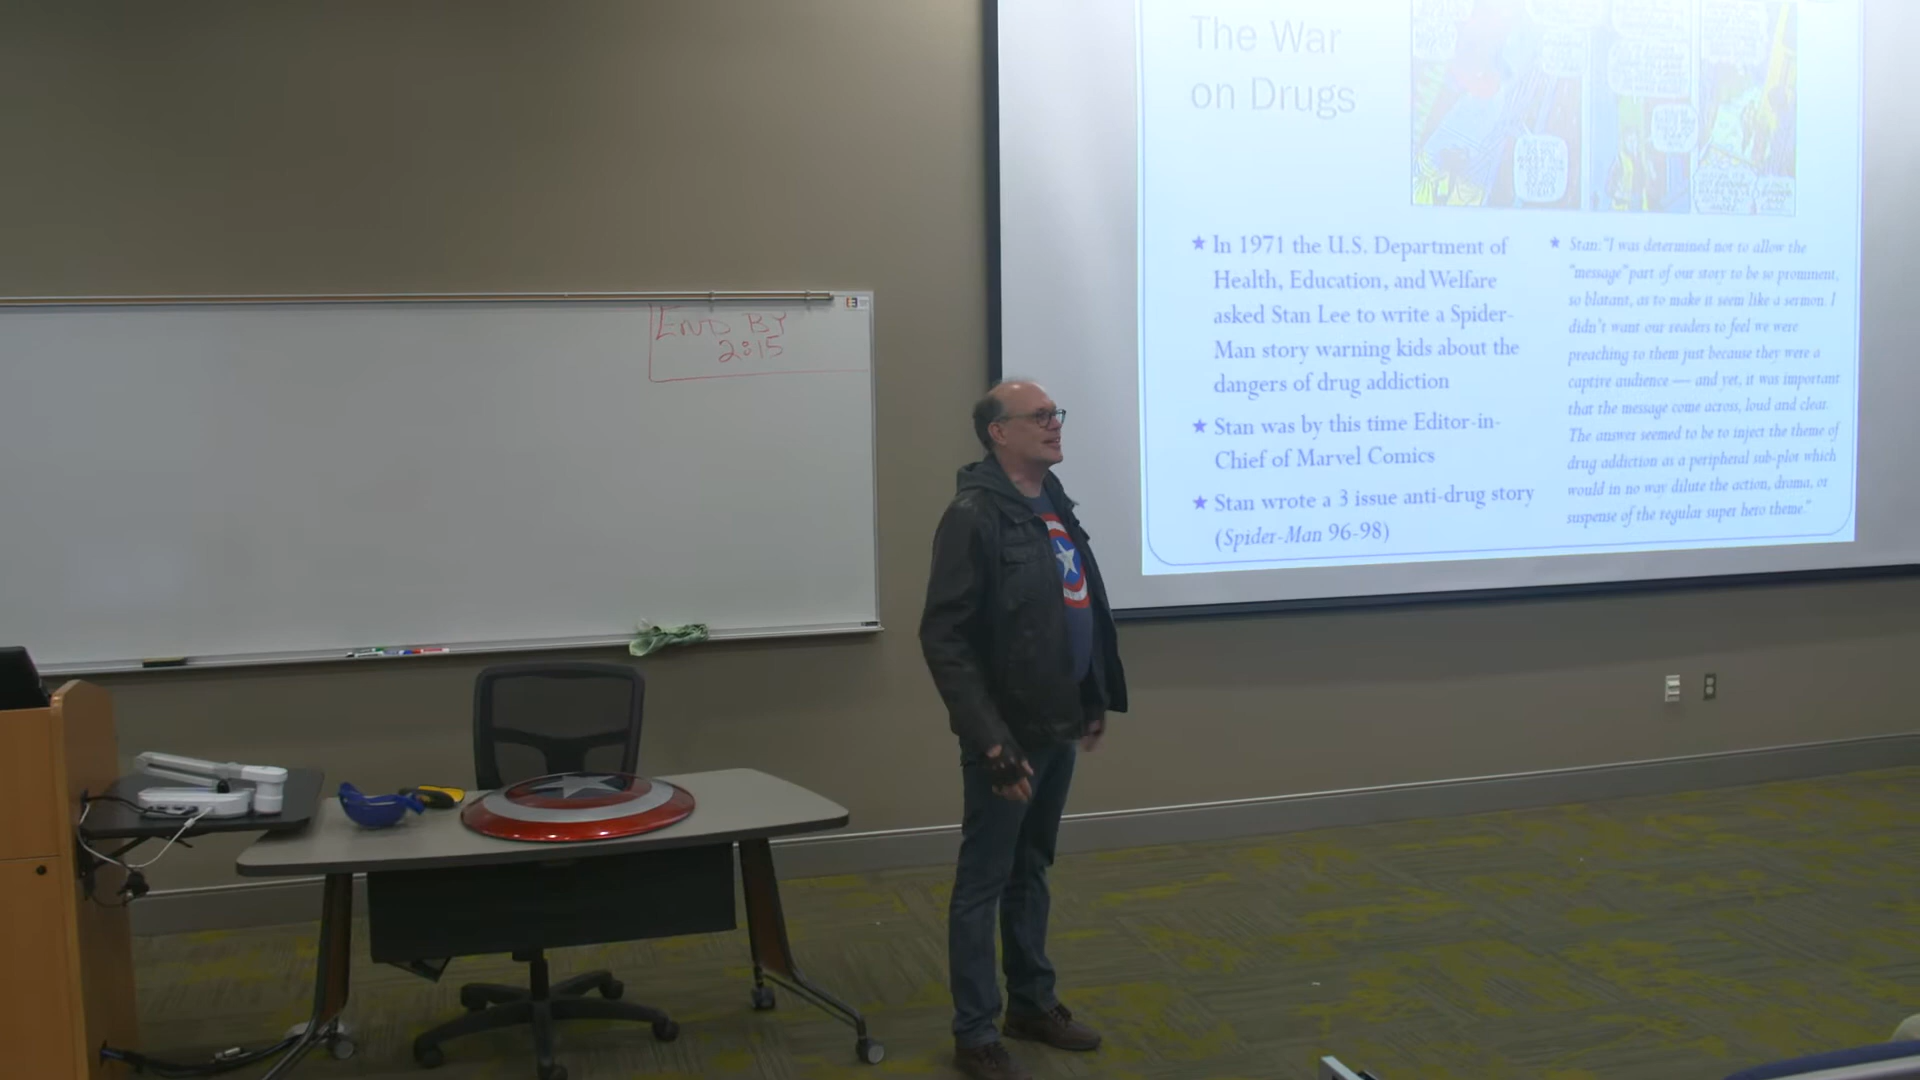 The War
on Drugs
★ In 1971 the U.S. Department of
Health, Education, and Welfare
asked Stan Lee to write a Spider-
Man story warning kids about the
dangers of drug addiction
★ Stan was by this time Editor-in-
Chief of Marvel Comics
★ Stan wrote a 3 issue anti-drug story
(Spider-Man 96-98)
★ Stan: "I was determined not to allow the
"message" part of our story to be so prominent,
so blatant, as to make it seem like a sermon. I
didn't want our readers to feel we were
preaching to them just because they were a
captive audience — and yet, it was important
that the message come across, loud and clear.
The answer seemed to be to inject the theme of
drug addiction as a peripheral sub-plot which
would in no way dilute the action, drama, or
suspense of the regular super hero theme."
END BY
2:15